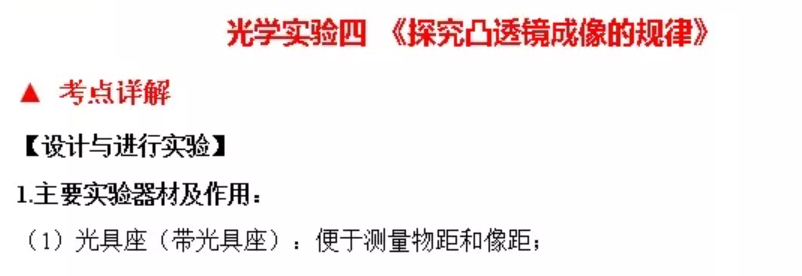 光学实验四 《探究凸透镜成像的规律》
▲ 考点详解
【设计与进行实验】
1.主要实验器材及作用：
（1）光具座（带光具座）：便于测量物距和像距；